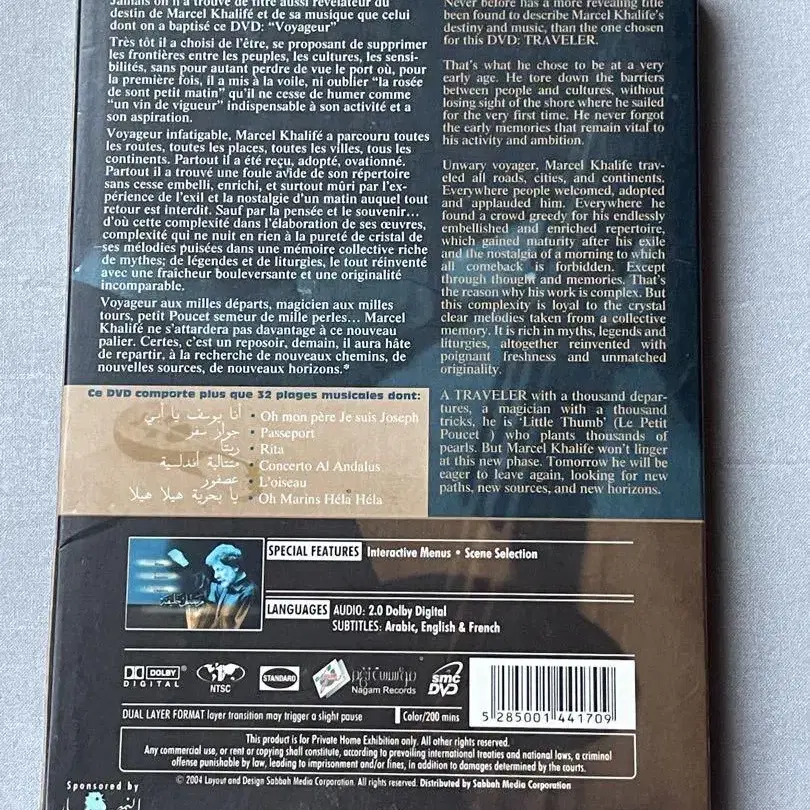 Jamais on n'a trouvé de titre aussi révélateur du
destin de Marcel Khalifé et de sa musique que celui
dont on a baptisé ce DVD: "Voyageur"
Très tôt il a choisi de l'être, se proposant de supprimer
les frontières entre les peuples, les cultures, les sensi-
bilités, sans pour autant perdre de vue le port où, pour
la première fois, il a mis à la voile, ni oublier "la rosée
de sont petit matin" qu'il ne cesse de humer comme
"un vin de vigueur" indispensable à son activité et a
son aspiration.
Voyageur infatigable, Marcel Khalifé a parcouru toutes
les routes, toutes les places, toutes les villes, tous les
continents. Partout il a été reçu, adopté, ovationné.
Partout il a trouvé une foule avide de son répertoire
sans cesse embelli, enrichi, et surtout mûri par l'ex-
périence de l'exil et la nostalgie d'un matin auquel tout
retour est interdit. Sauf par la pensée et le souvenir...
d'où cette complexité dans l'élaboration de ses œuvres,
complexité qui ne nuit en rien à la pureté de cristal de
ses mélodies puisées dans une mémoire collective riche
de mythes; de légendes et de liturgies, le tout réinventé
avec une fraîcheur bouleversante et une originalité
incomparable.
Voyageur aux milles départs, magicien aux milles
tours, petit Poucet semeur de mille perles... Marcel
Khalifé ne s'attardera pas davantage à ce nouveau
palier. Certes, c'est un reposoir, demain, il aura hâte
de repartir, à la recherche de nouveaux chemins, de
nouvelles sources, de nouveaux horizons.*
Never before has a more revealing title
been found to describe Marcel Khalife's
destiny and music, than the one chosen
for this DVD: TRAVELER.
That's what he chose to be at a very
early age. He tore down the barriers
between people and cultures, without
losing sight of the shore where he sailed
for the very first time. He never forgot
the early memories that remain vital to
his activity and ambition.
Unwary voyager, Marcel Khalife trav-
eled all roads, cities, and continents.
Everywhere people welcomed, adopted
and applauded him. Everywhere he
found a crowd greedy for his endlessly
embellished and enriched repertoire,
which gained maturity after his exile
and the nostalgia of a morning to which
all comeback is forbidden. Except
through thought and memories. That's
the reason why his work is complex. But
this complexity is loyal to the crystal
clear melodies taken from a collective
memory. It is rich in myths, legends and
liturgies, altogether reinvented with
poignant freshness and unmatched
originality.
A TRAVELER with a thousand depar-
tures, a magician with a thousand
tricks, he is 'Little Thumb' (Le Petit
Poucet ) who plants thousands of
pearls. But Marcel Khalife won't linger
at this new phase. Tomorrow he will be
eager to leave again, looking for new
paths, new sources, and new horizons.
Ce DVD comporte plus que 32 plages musicales dont:
أنا يوسف يا أبي • Oh mon père Je suis Joseph
جواز سفر • Passeport
ريتا • Rita
متتالية أندلسية • Concerto Al Andalus
عصفور • L'oiseau
يا بحرية هيلا هيلا • Oh Marins Héla Héla
SPECIAL FEATURES Interactive Menus • Scene Selection
مرسيل خليفة
LANGUAGES AUDIO: 2.0 Dolby Digital
SUBTITLES: Arabic, English & French
DOLBY
DIGITAL
NTSC
STANDARD
Nagam Records
smc
DVD
DUAL LAYER FORMAT layer transition may trigger a slight pause
Color/200 mins
5 285001 441709
This product is for Private Home Exhibition only. All other rights reserved.
Any commercial use, or rent or copying shall constitute, according to prevailing international treaties and national laws, a criminal
offense punishable by law, leading to imprisonment and/or fines, in addition to damages determined by the courts.
© 2004 Layout and Design Sabbah Media Corporation. All rights reserved. Distributed by Sabbah Media Corporation
Sponsored by